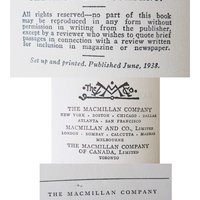 All rights reserved—no part of this book
may be reproduced in any form without
permission in writing from the publisher,
except by a reviewer who wishes to quote brief
passages in connection with a review written
for inclusion in magazine or newspaper.
Set up and printed. Published June, 1938.
THE MACMILLAN COMPANY
NEW YORK · BOSTON · CHICAGO · DALLAS
ATLANTA · SAN FRANCISCO
MACMILLAN AND CO., LIMITED
LONDON · BOMBAY · CALCUTTA · MADRAS
MELBOURNE
THE MACMILLAN COMPANY
OF CANADA, LIMITED
TORONTO
THE MACMILLAN COMPANY